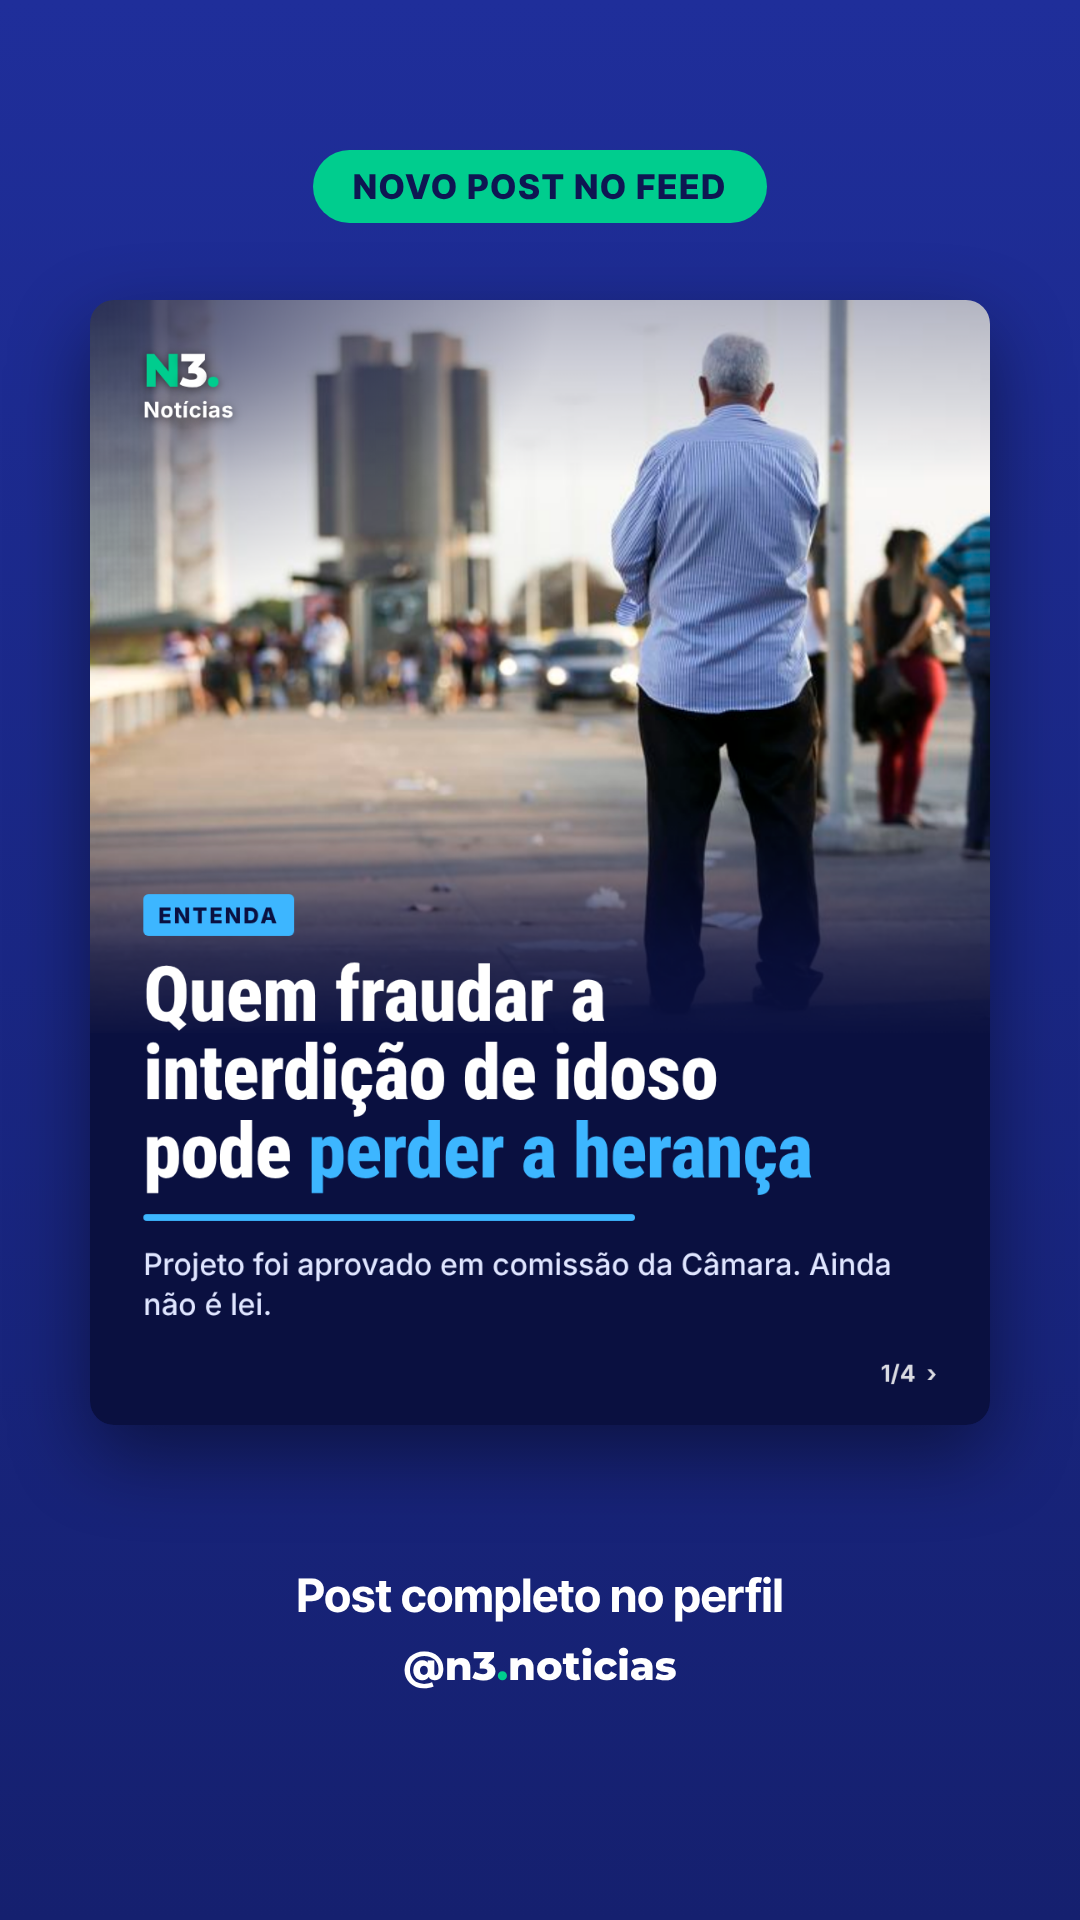 NOVO POST NO FEED
N3.
Notícias
ENTENDA
Quem fraudar a
interdição de idoso
pode perder a herança
Projeto foi aprovado em comissão da Câmara. Ainda
não é lei.
1/4 ›
Post completo no perfil
@n3.noticias